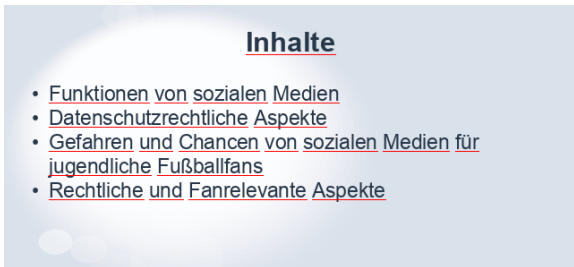 Inhalte
• Funktionen von sozialen Medien
• Datenschutzrechtliche Aspekte
• Gefahren und Chancen von sozialen Medien für
jugendliche Fußballfans
• Rechtliche und Fanrelevante Aspekte